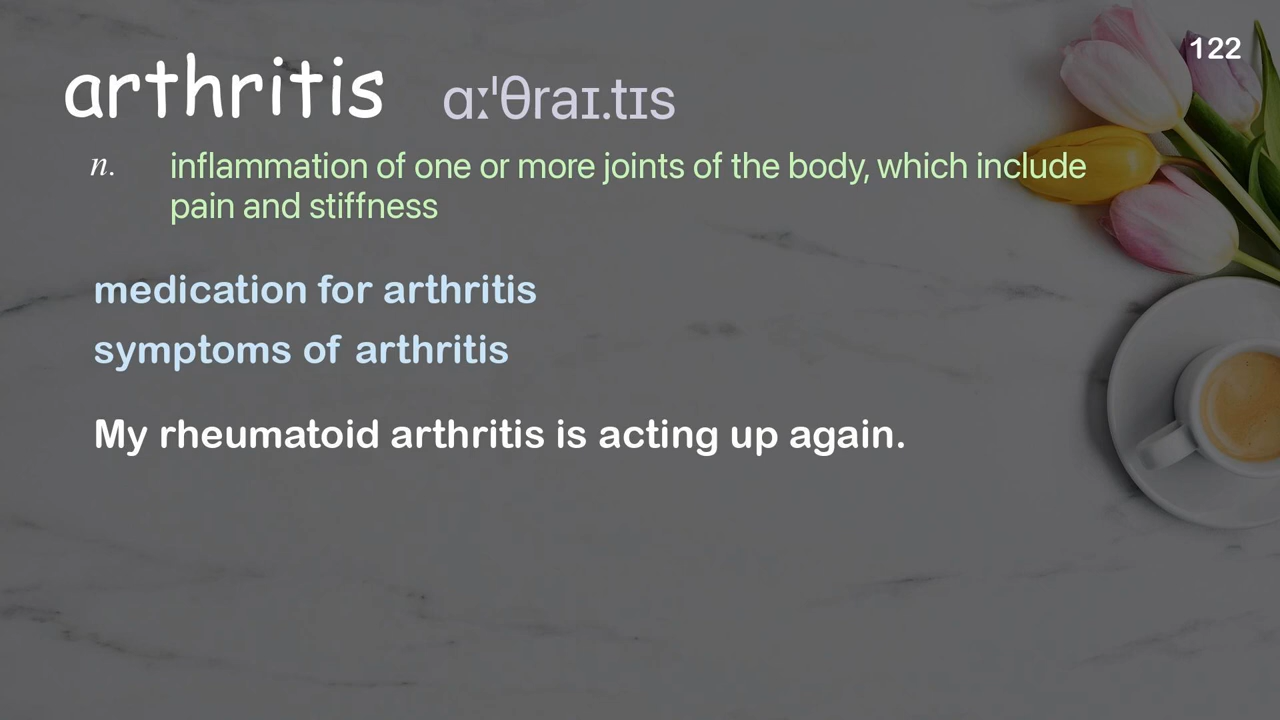 122
arthritis ɑːˈθraɪ.tɪs
n. inflammation of one or more joints of the body, which include
pain and stiffness
medication for arthritis
symptoms of arthritis
My rheumatoid arthritis is acting up again.